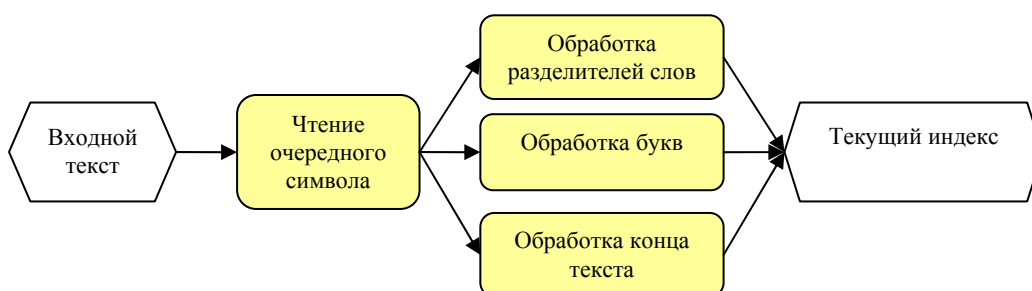 Входной
текст
Чтение
очередного
символа
Обработка
разделителей слов
Обработка букв
Обработка конца
текста
Текущий индекс